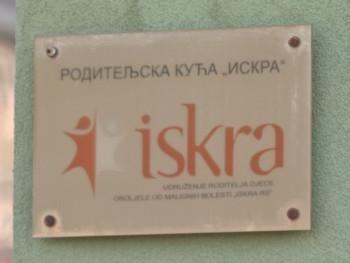 РОДИТЕЉСКА КУЋА „ИСКРА“
iskra
UDRUŽENJE RODITELJA DJECE
OBOLJELE OD MALIGNIH BOLESTI „ISKRA RS“